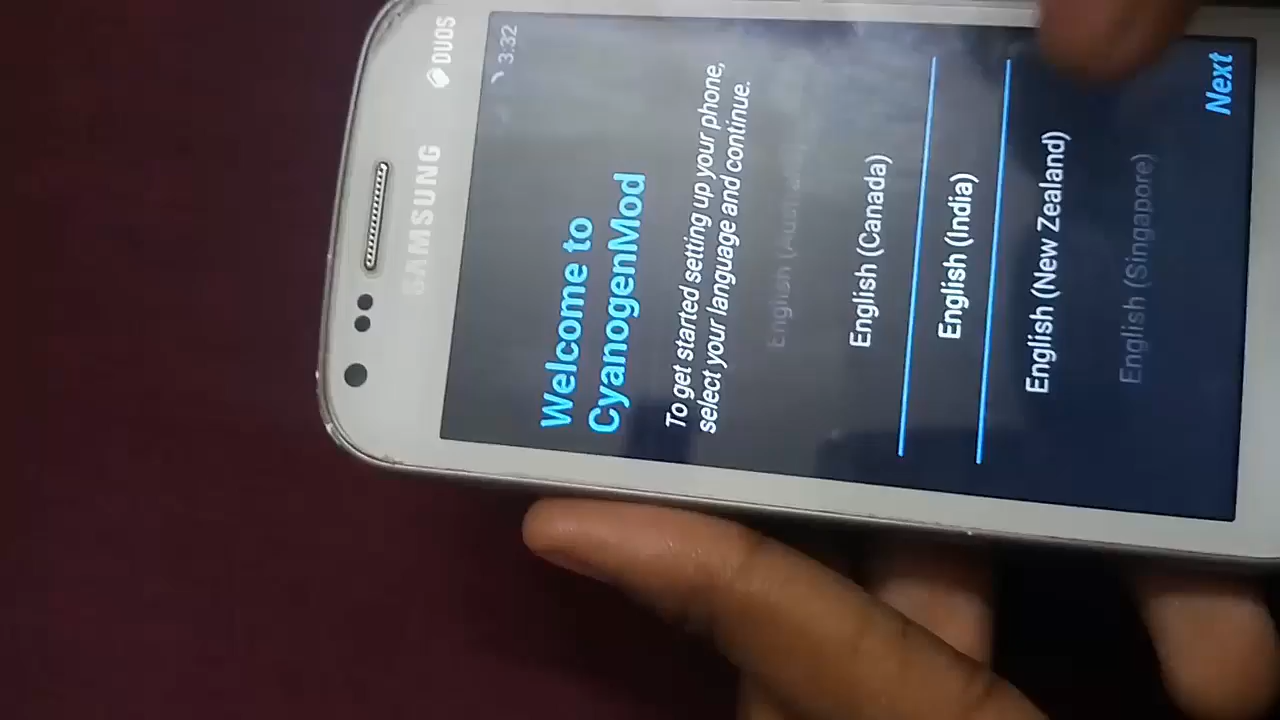 SAMSUNG
DUOS
3:32
Welcome to
CyanogenMod
To get started setting up your phone,
select your language and continue.
English
English (Canada)
English (India)
English (New Zealand)
English (Singapore)
Next